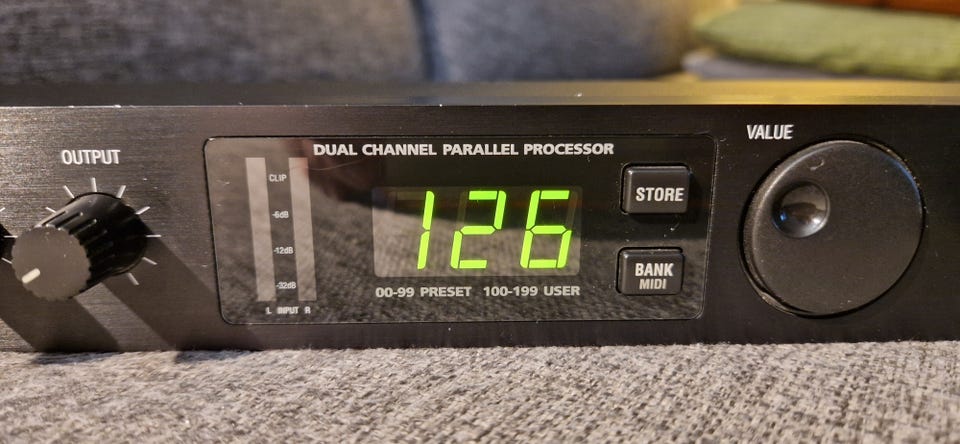 OUTPUT
DUAL CHANNEL PARALLEL PROCESSOR
CLIP
-6dB
-12dB
-32dB
L INPUT R
126
00-99 PRESET 100-199 USER
STORE
BANK
MIDI
VALUE